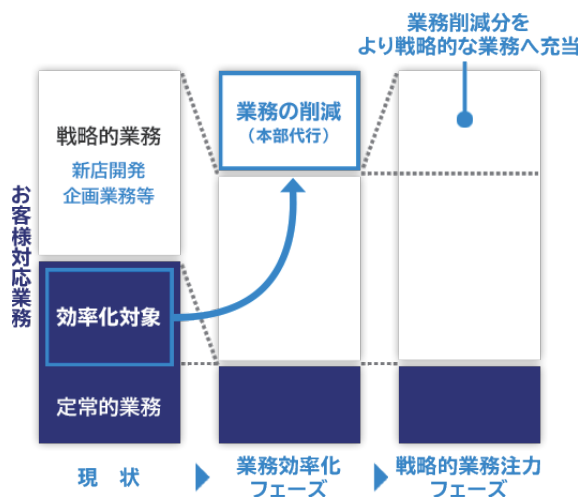 業務削減分を
より戦略的な業務へ充当
業務の削減
（本部代行）
戦略的業務
新店開発
企画業務等
お客様対応業務
効率化対象
定常的業務
現 状
業務効率化
フェーズ
戦略的業務注力
フェーズ